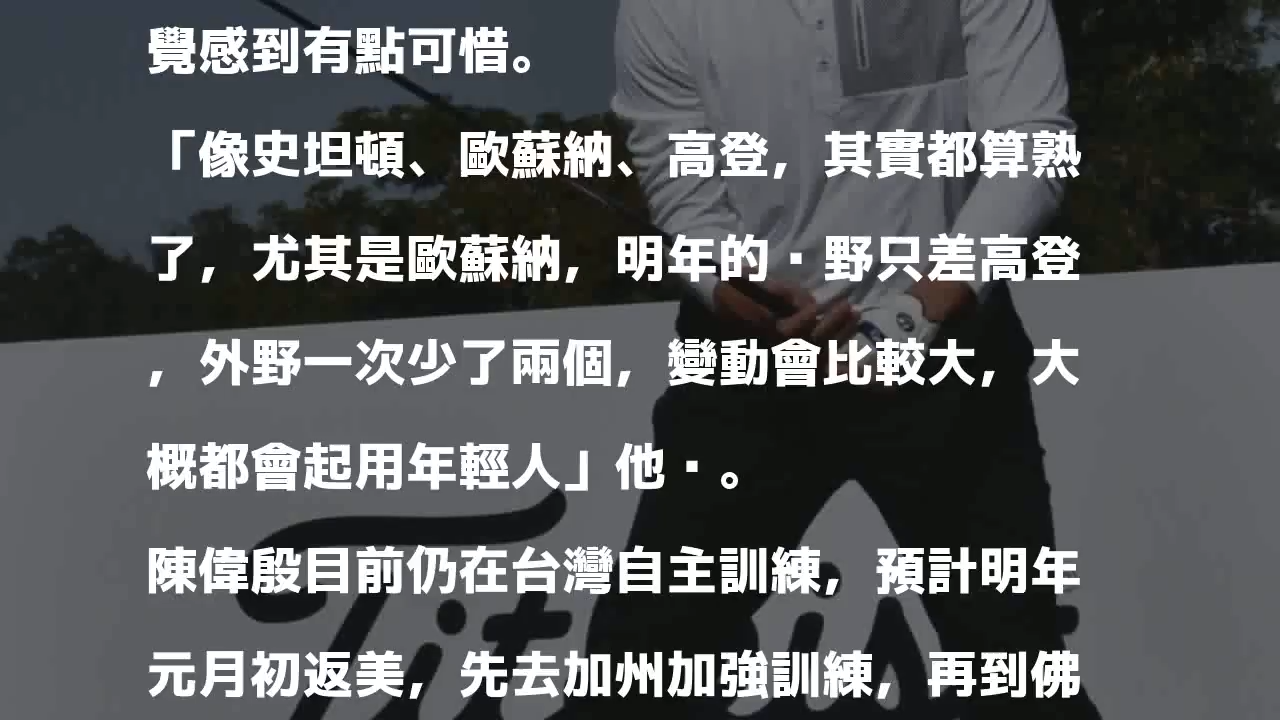 覺感到有點可惜。
「像史坦頓、歐蘇納、高登，其實都算熟
了，尤其是歐蘇納，明年的▪野只差高登
，外野一次少了兩個，變動會比較大，大
概都會起用年輕人」他▪。
陳偉殷目前仍在台灣自主訓練，預計明年
元月初返美，先去加州加強訓練，再到佛